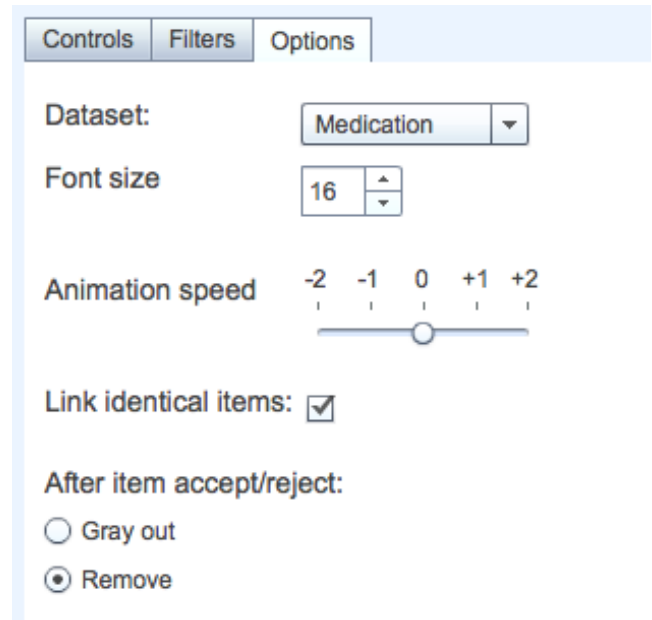 Controls Filters Options
Dataset: Medication
Font size 16
-2 -1 0 +1 +2
Animation speed
Link identical items:
After item accept/reject:
Gray out
Remove